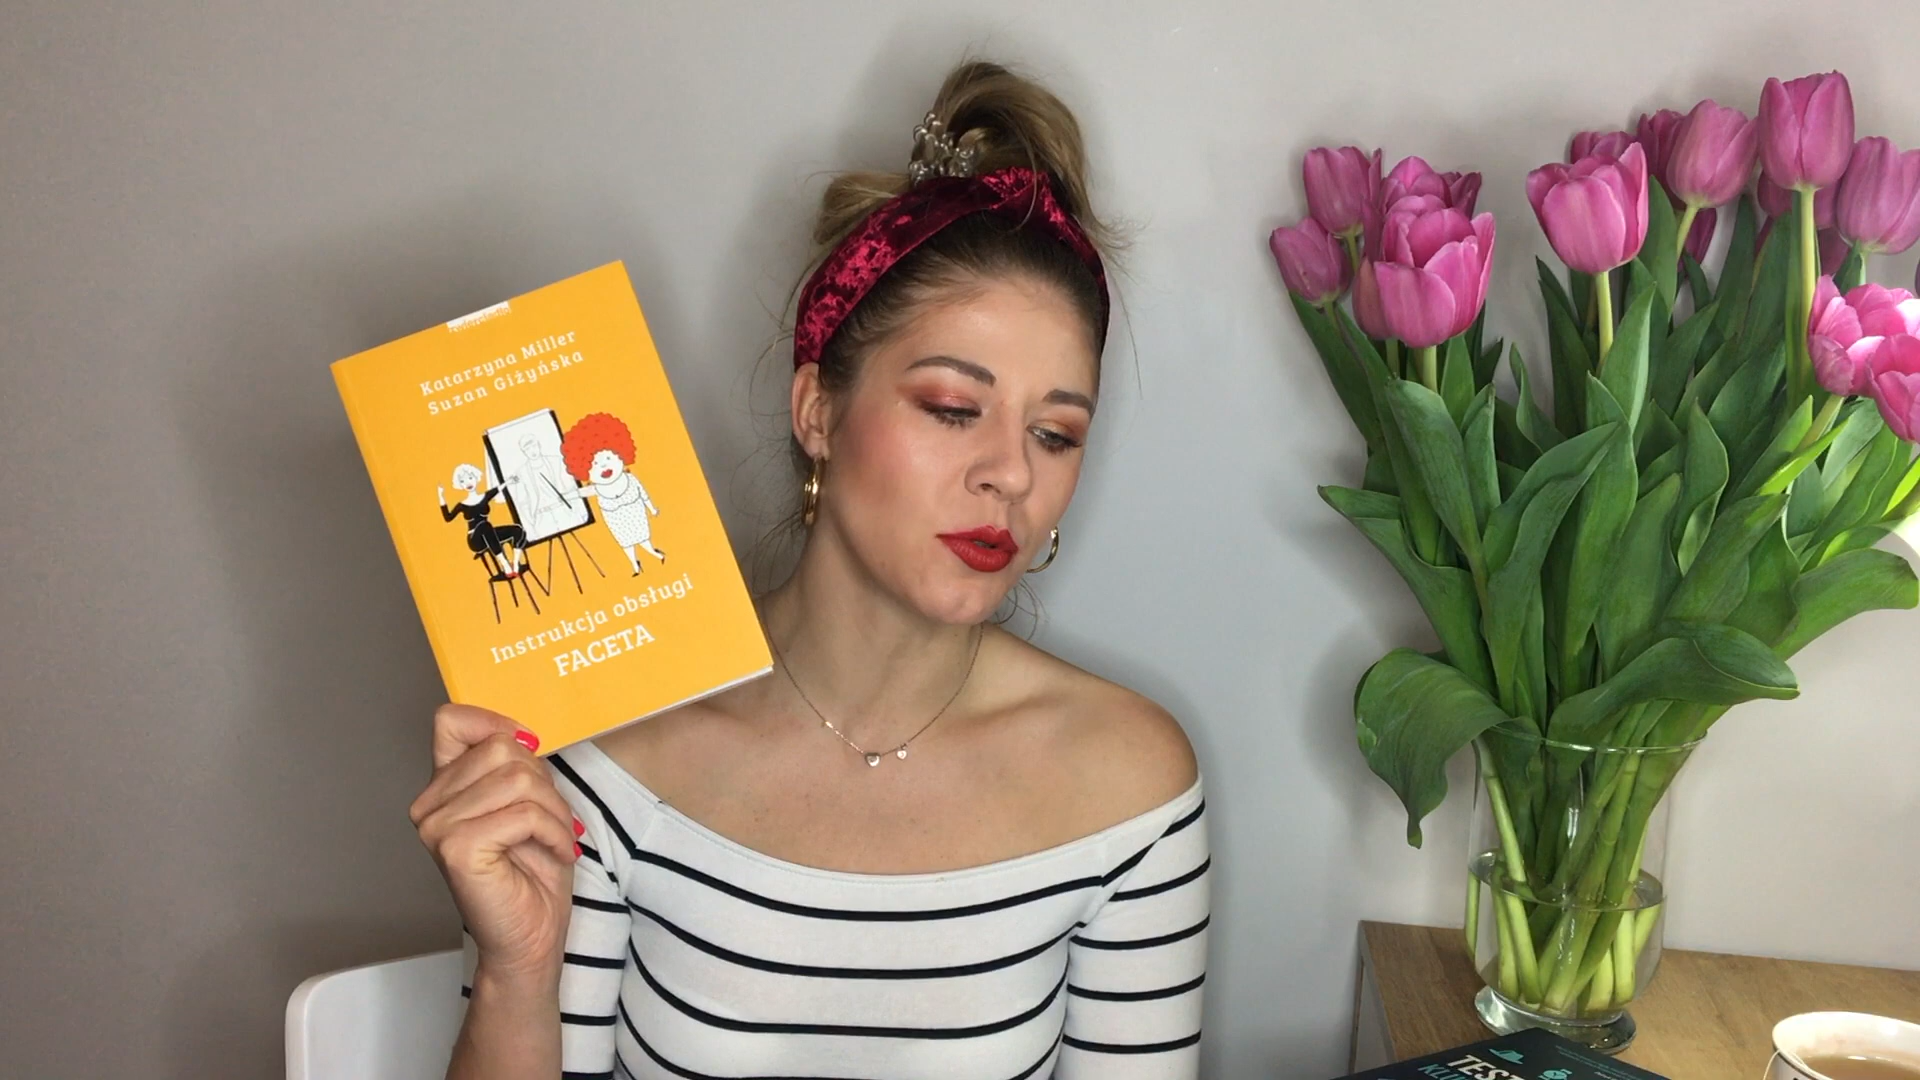 Katarzyna Miller
Suzan Giżyńska
Instrukcja obsługi
FACETA